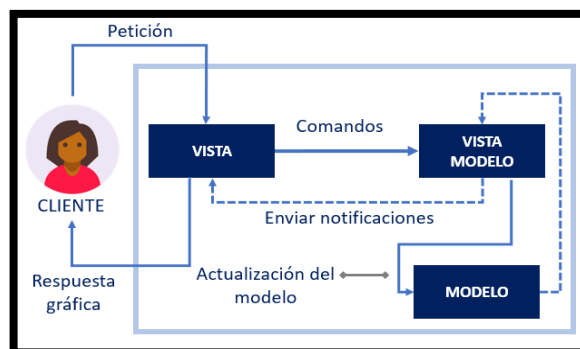 Petición
VISTA
Comandos
VISTA
MODELO
CLIENTE
Enviar notificaciones
Respuesta
gráfica
Actualización del
modelo
MODELO